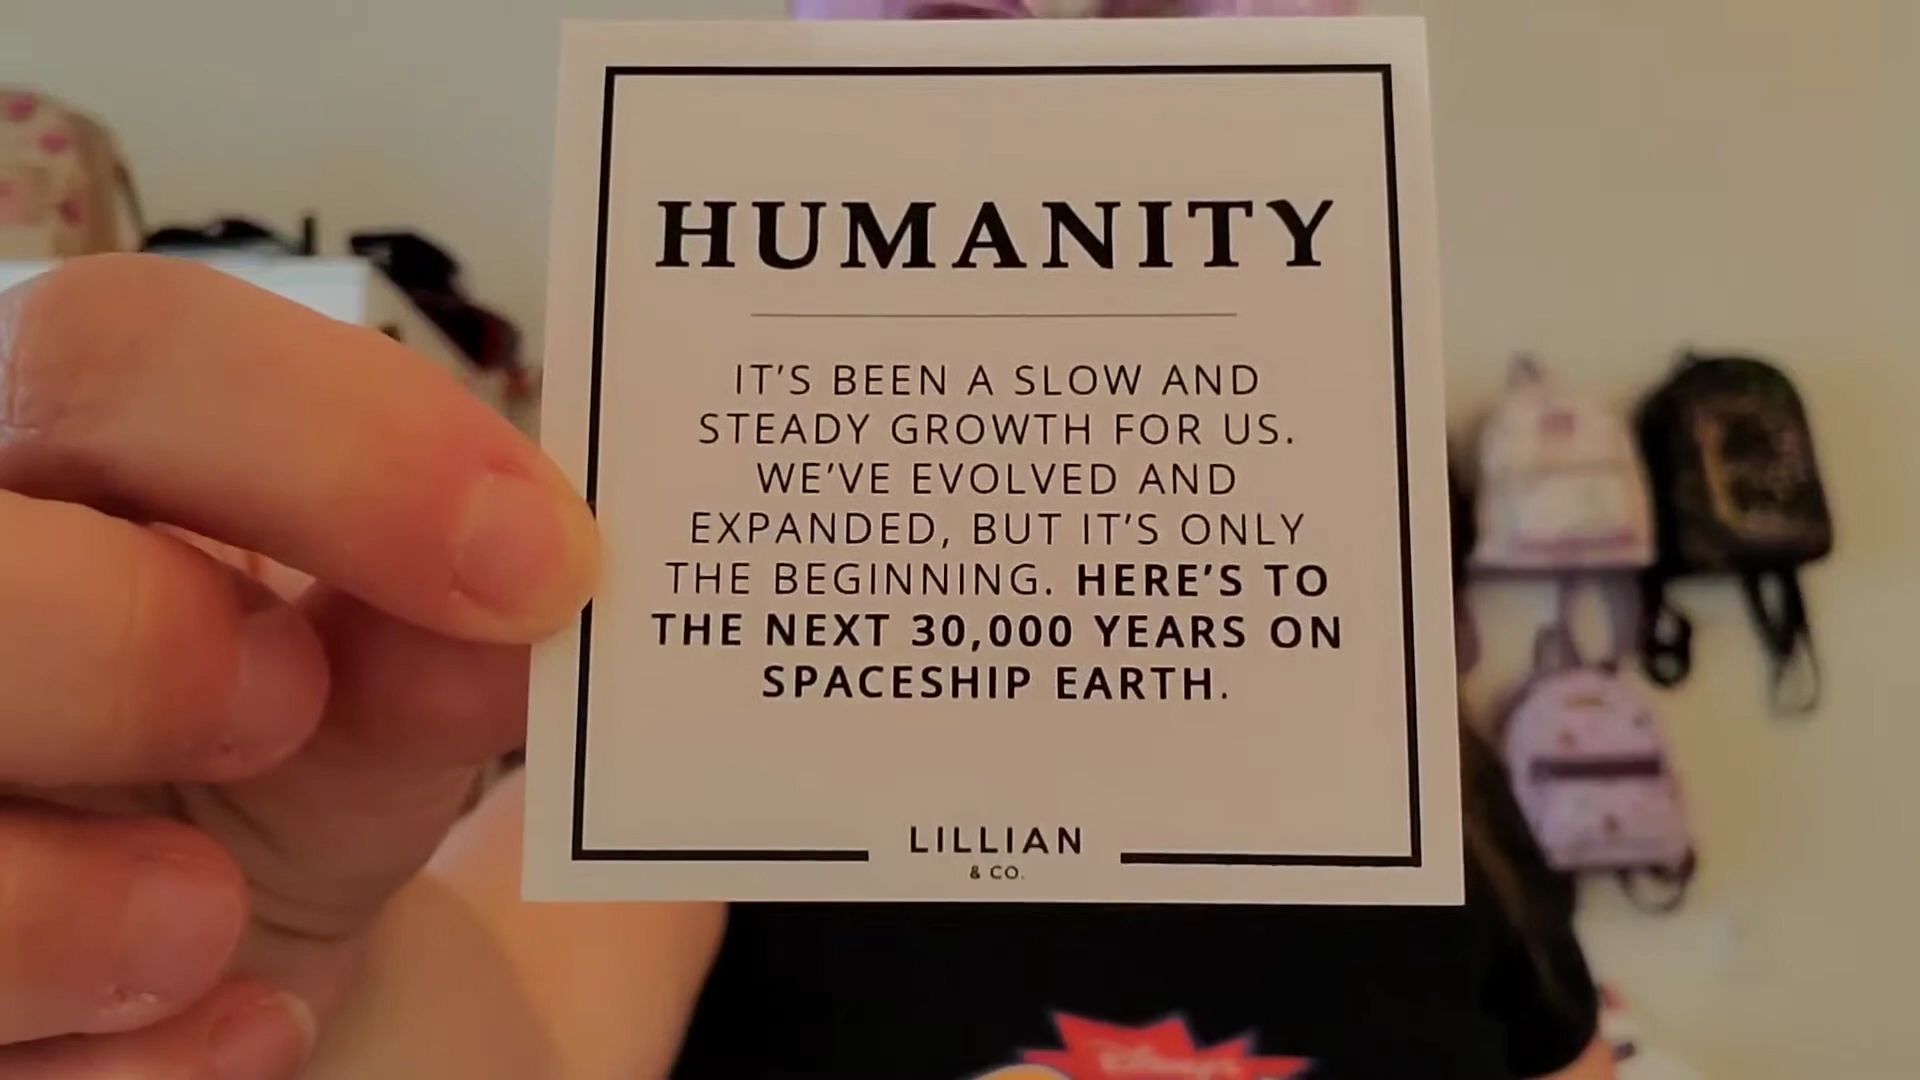 HUMANITY
IT'S BEEN A SLOW AND
STEADY GROWTH FOR US.
WE'VE EVOLVED AND
EXPANDED, BUT IT'S ONLY
THE BEGINNING. HERE'S TO
THE NEXT 30,000 YEARS ON
SPACESHIP EARTH.
LILLIAN
& CO.